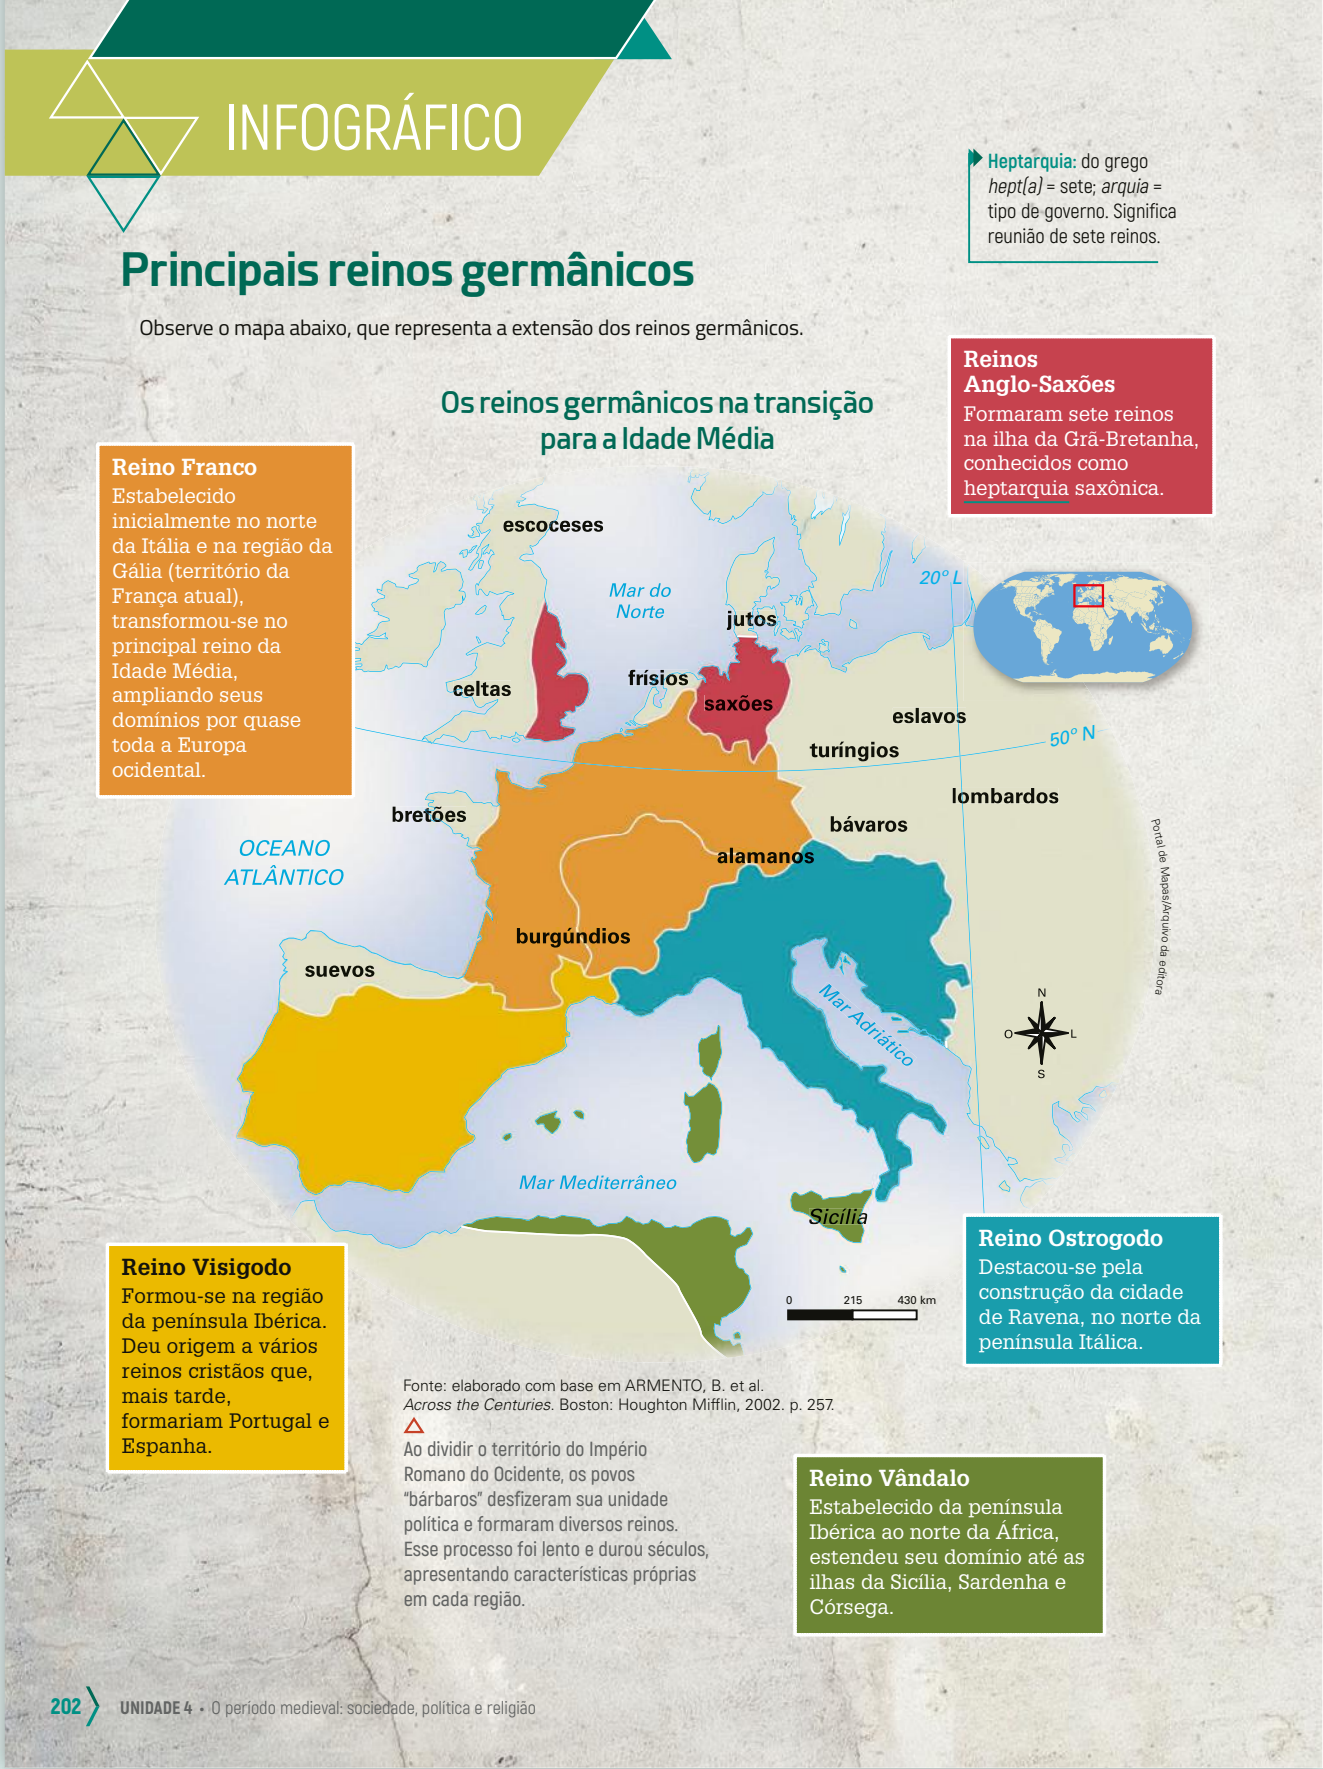 INFOGRÁFICO
Heptarquia: do grego
hept(a) = sete; arquia =
tipo de governo. Significa
reunião de sete reinos.
Principais reinos germânicos
Observe o mapa abaixo, que representa a extensão dos reinos germânicos.
Os reinos germânicos na transição
para a Idade Média
Reinos
Anglo-Saxões
Formaram sete reinos
na ilha da Grã-Bretanha,
conhecidos como
heptarquia saxônica.
Reino Franco
Estabelecido
inicialmente no norte
da Itália e na região da
Gália (território da
França atual),
transformou-se no
principal reino da
Idade Média,
ampliando seus
domínios por quase
toda a Europa
ocidental.
escoceses
Mar do
Norte
20° L
jutos
frísios
celtas
saxões
eslavos
50° N
turíngios
lombardos
bretões
bávaros
OCEANO
ATLÂNTICO
alamanos
burgúndios
suevos
Mar Adriático
N
O
L
S
Portal de Mapas/Arquivo da editora
Mar Mediterrâneo
Sicília
0 215 430 km
Reino Visigodo
Formou-se na região
da península Ibérica.
Deu origem a vários
reinos cristãos que,
mais tarde,
formariam Portugal e
Espanha.
Reino Ostrogodo
Destacou-se pela
construção da cidade
de Ravena, no norte da
península Itálica.
Fonte: elaborado com base em ARMENTO, B. et al.
Across the Centuries. Boston: Houghton Mifflin, 2002. p. 257.
Ao dividir o território do Império
Romano do Ocidente, os povos
“bárbaros” desfizeram sua unidade
política e formaram diversos reinos.
Esse processo foi lento e durou séculos,
apresentando características próprias
em cada região.
Reino Vândalo
Estabelecido da península
Ibérica ao norte da África,
estendeu seu domínio até as
ilhas da Sicília, Sardenha e
Córsega.
202 UNIDADE 4 • O período medieval: sociedade, política e religião